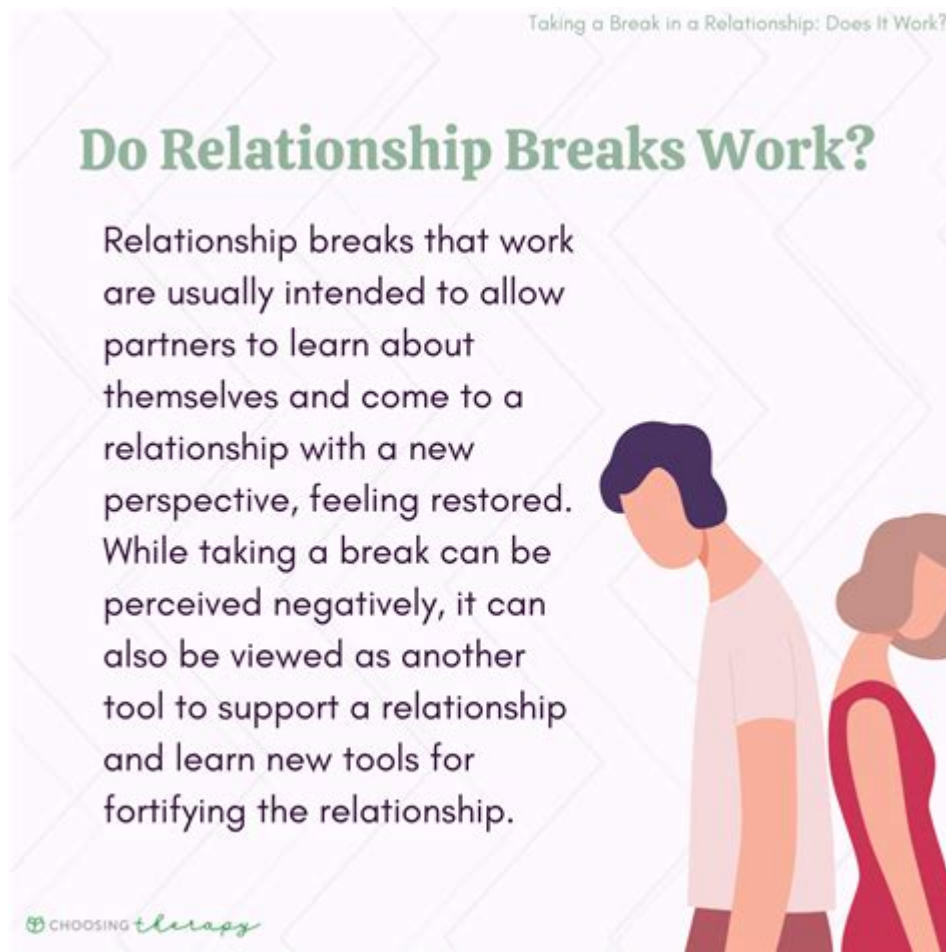 Taking a Break in a Relationship: Does It Work?
Do Relationship Breaks Work?
Relationship breaks that work
are usually intended to allow
partners to learn about
themselves and come to a
relationship with a new
perspective, feeling restored.
While taking a break can be
perceived negatively, it can
also be viewed as another
tool to support a relationship
and learn new tools for
fortifying the relationship.
CHOOSING therapy